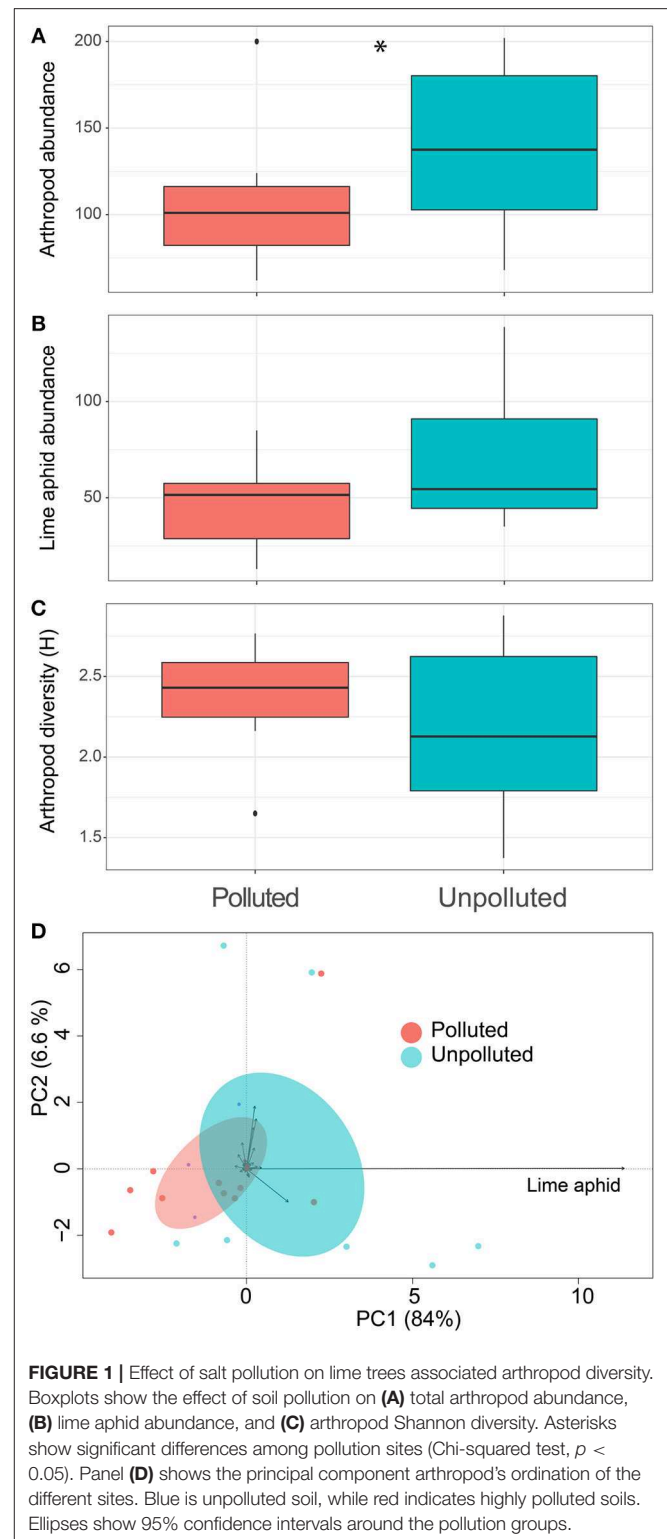 A
200
150
100
Arthropod abundance
*
B
100
50
Lime aphid abundance
C
2.5
2.0
1.5
Arthropod diversity (H)
Polluted
Unpolluted
D
6
4
2
0
-2
PC2 (6.6 %)
Polluted
Unpolluted
Lime aphid
0
5
10
PC1 (84%)
FIGURE 1 | Effect of salt pollution on lime trees associated arthropod diversity.
Boxplots show the effect of soil pollution on (A) total arthropod abundance,
(B) lime aphid abundance, and (C) arthropod Shannon diversity. Asterisks
show significant differences among pollution sites (Chi-squared test, p <
0.05). Panel (D) shows the principal component arthropod's ordination of the
different sites. Blue is unpolluted soil, while red indicates highly polluted soils.
Ellipses show 95% confidence intervals around the pollution groups.